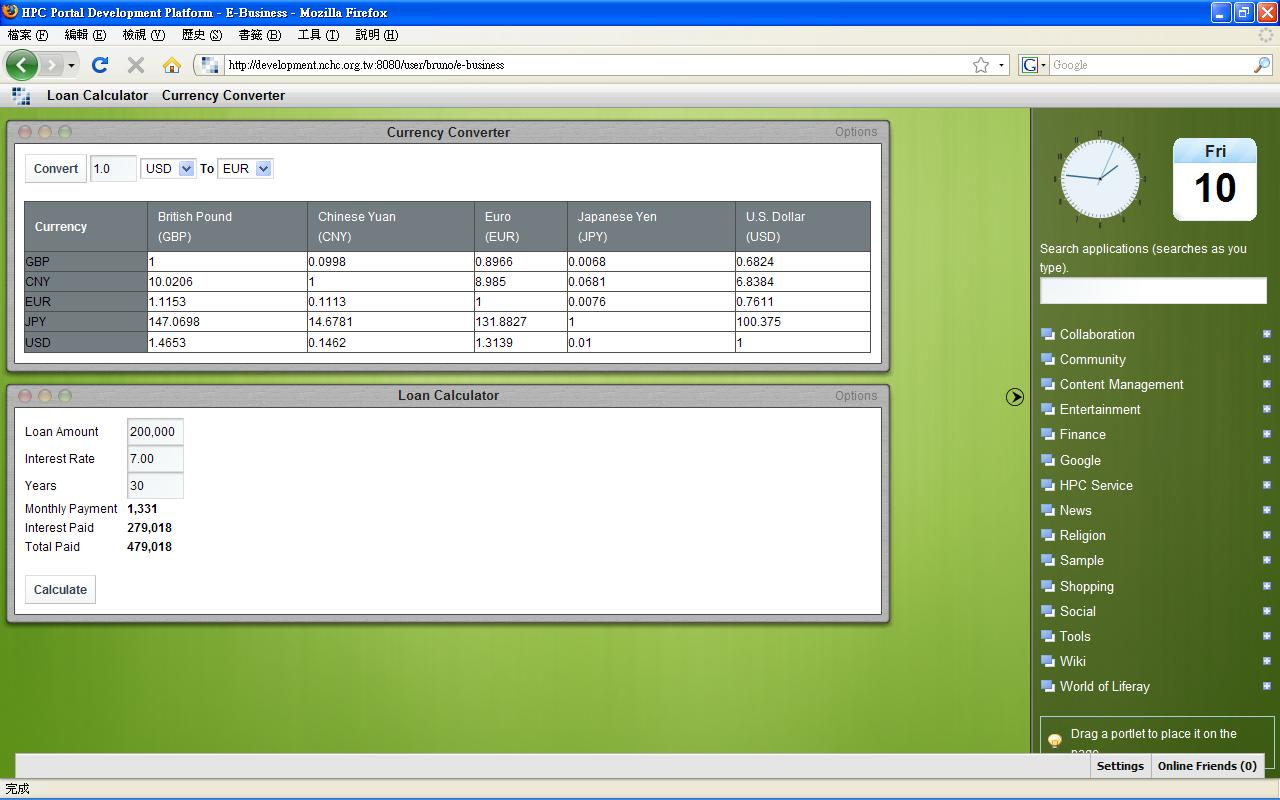 HPC Portal Development Platform - E-Business - Mozilla Firefox
檔案 (F) 編輯 (E) 檢視 (V) 歷史 (S) 書籤 (B) 工具 (T) 說明 (H)
http://development.nchc.org.tw:8080/user/bruno/e-business
G Google
Loan Calculator Currency Converter
Currency Converter Options
Convert 1.0 USD To EUR
Currency British Pound (GBP) Chinese Yuan (CNY) Euro (EUR) Japanese Yen (JPY) U.S. Dollar (USD)
GBP 1 0.0998 0.8966 0.0068 0.6824
CNY 10.0206 1 8.985 0.0681 6.8384
EUR 1.1153 0.1113 1 0.0076 0.7611
JPY 147.0698 14.6781 131.8827 1 100.375
USD 1.4653 0.1462 1.3139 0.01 1
Loan Calculator Options
Loan Amount 200,000
Interest Rate 7.00
Years 30
Monthly Payment 1,331
Interest Paid 279,018
Total Paid 479,018
Calculate
Fri
10
Search applications (searches as you
type).
Collaboration
Community
Content Management
Entertainment
Finance
Google
HPC Service
News
Religion
Sample
Shopping
Social
Tools
Wiki
World of Liferay
Drag a portlet to place it on the
page
Settings Online Friends (0)
完成